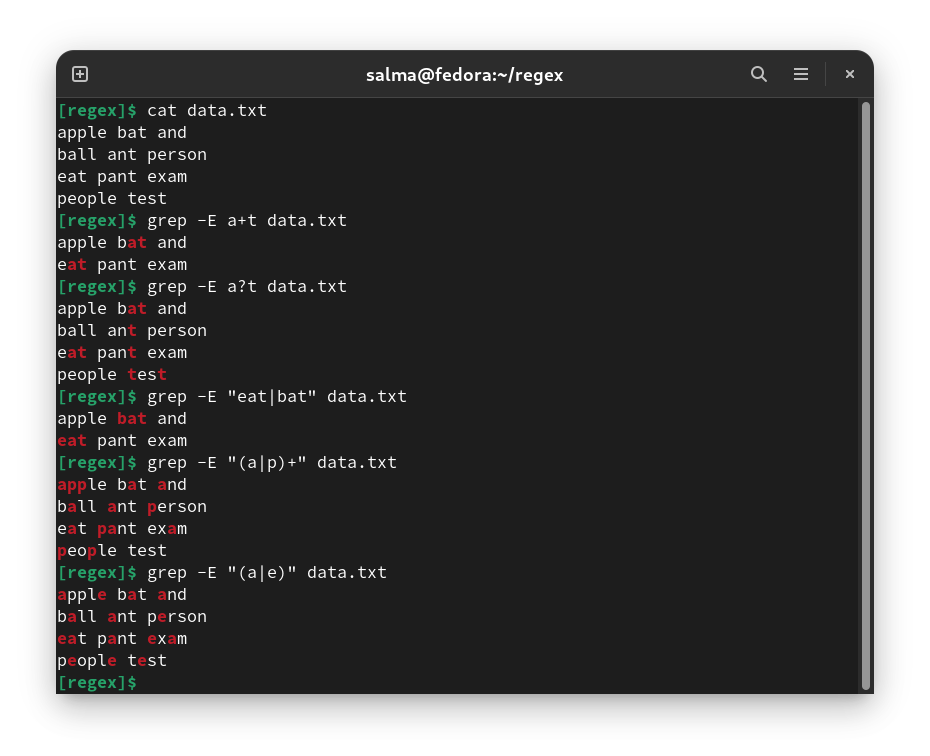 salma@fedora:~/regex
[regex]$ cat data.txt
apple bat and
ball ant person
eat pant exam
people test
[regex]$ grep -E a+t data.txt
apple bat and
eat pant exam
[regex]$ grep -E a?t data.txt
apple bat and
ball ant person
eat pant exam
people test
[regex]$ grep -E "eat|bat" data.txt
apple bat and
eat pant exam
[regex]$ grep -E "(a|p)+" data.txt
apple bat and
ball ant person
eat pant exam
people test
[regex]$ grep -E "(a|e)" data.txt
apple bat and
ball ant person
eat pant exam
people test
[regex]$